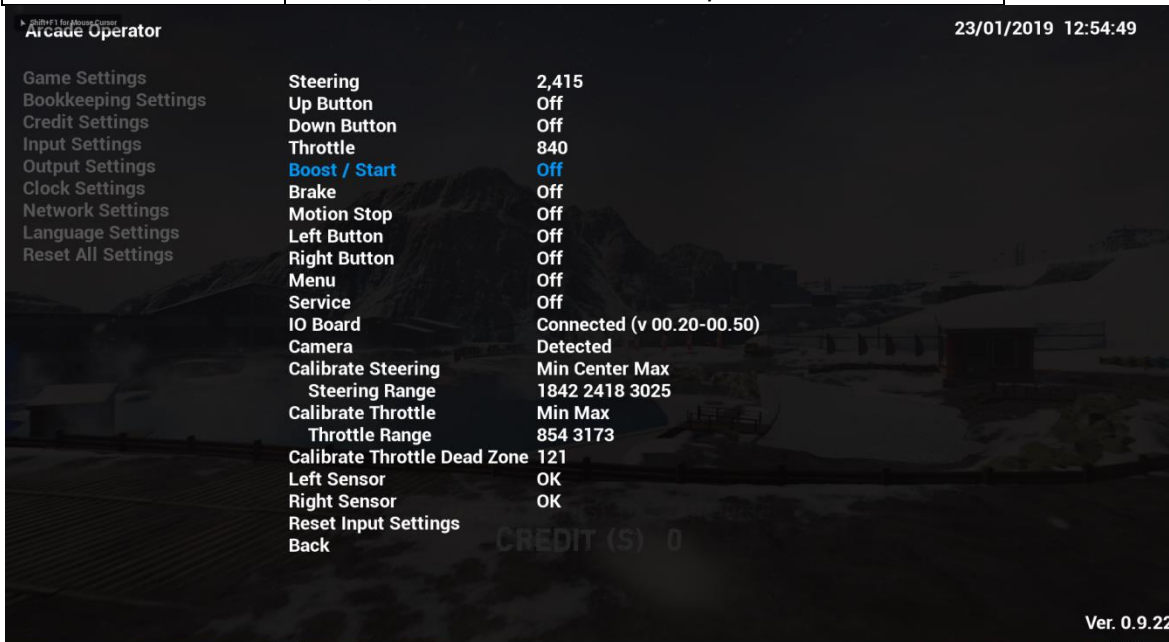 Shift+F1 for Mouse Cursor
Arcade Operator
23/01/2019 12:54:49
Game Settings
Bookkeeping Settings
Credit Settings
Input Settings
Output Settings
Clock Settings
Network Settings
Language Settings
Reset All Settings
Steering 2,415
Up Button Off
Down Button Off
Throttle 840
Boost / Start Off
Brake Off
Motion Stop Off
Left Button Off
Right Button Off
Menu Off
Service Off
IO Board Connected (v 00.20-00.50)
Camera Detected
Calibrate Steering Min Center Max
Steering Range 1842 2418 3025
Calibrate Throttle Min Max
Throttle Range 854 3173
Calibrate Throttle Dead Zone 121
Left Sensor OK
Right Sensor OK
Reset Input Settings
Back
CREDIT (S) 0
Ver. 0.9.22